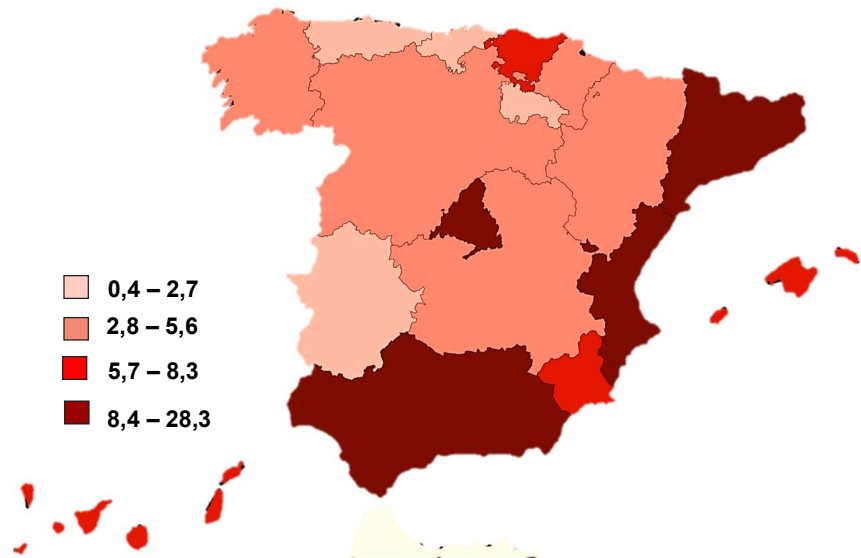 0,4 – 2,7
2,8 – 5,6
5,7 – 8,3
8,4 – 28,3